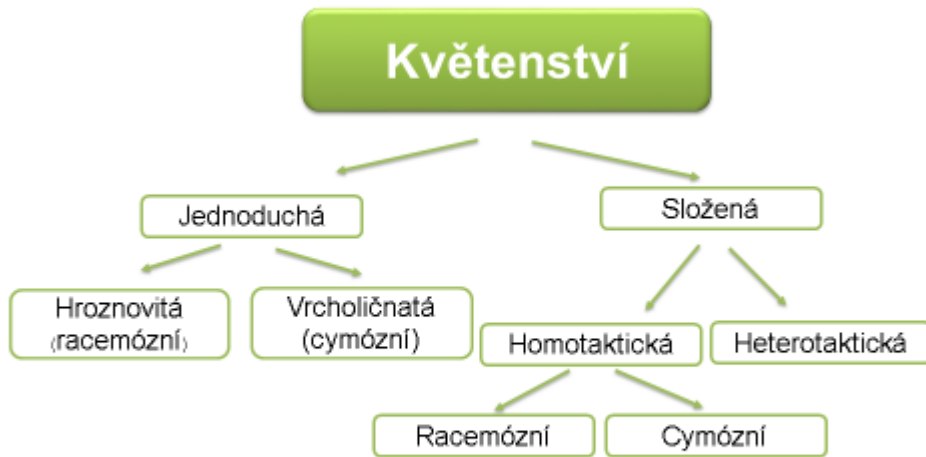 Květenství
Jednoduchá
Složená
Hroznovitá
(racemózní)
Vrcholičnatá
(cymózní)
Homotaktická
Heterotaktická
Racemózní
Cymózní